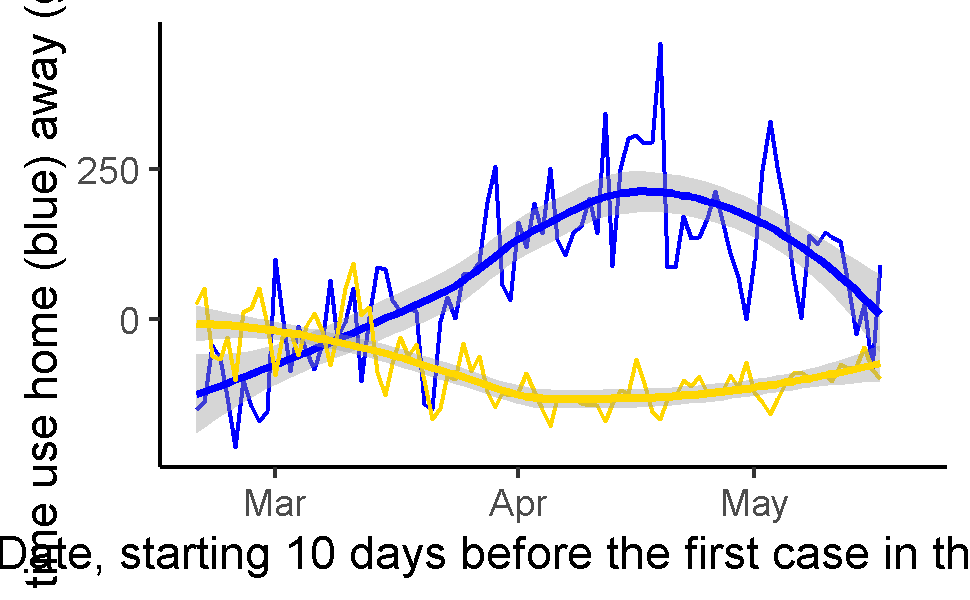 time use home (blue) away (
250
0
Mar Apr May
Date, starting 10 days before the first case in th